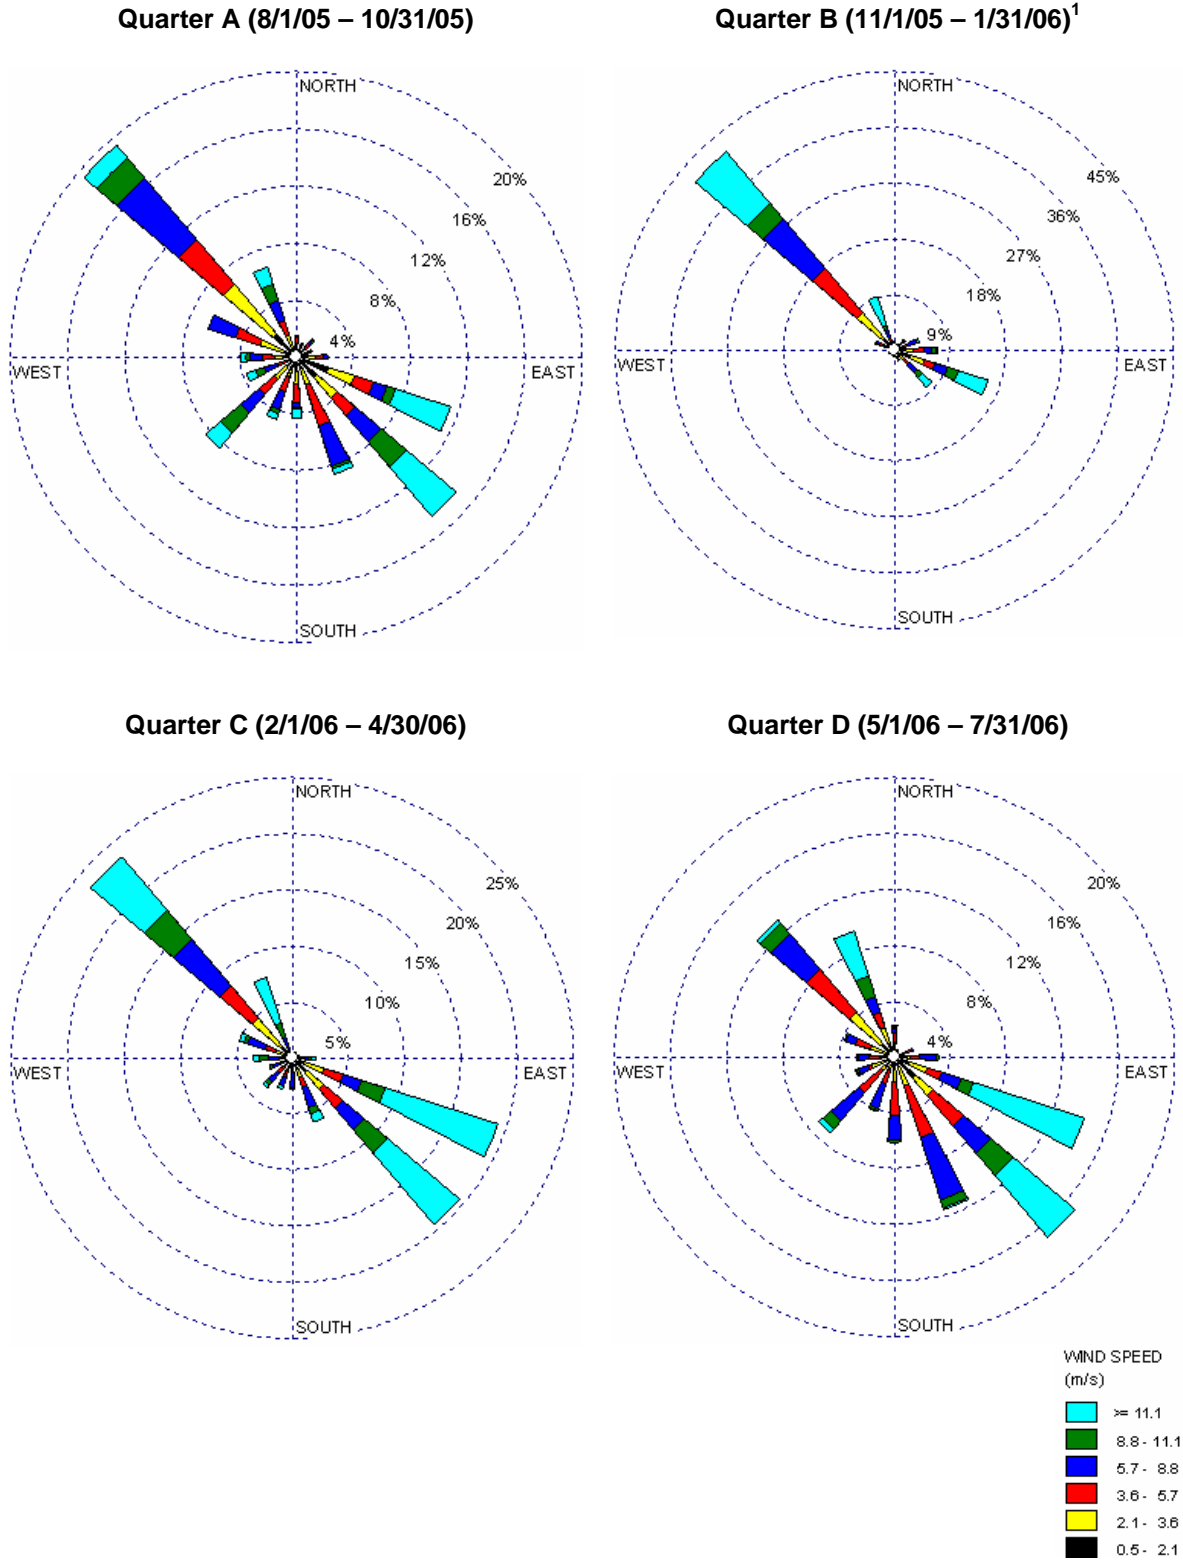 Quarter A (8/1/05 – 10/31/05)
Quarter B (11/1/05 – 1/31/06)¹
NORTH
20%
16%
12%
8%
4%
WEST
EAST
SOUTH
NORTH
45%
36%
27%
18%
9%
WEST
EAST
SOUTH
Quarter C (2/1/06 – 4/30/06)
Quarter D (5/1/06 – 7/31/06)
NORTH
25%
20%
15%
10%
5%
WEST
EAST
SOUTH
NORTH
20%
16%
12%
8%
4%
WEST
EAST
SOUTH
WIND SPEED
(m/s)
>= 11.1
8.8 - 11.1
5.7 - 8.8
3.6 - 5.7
2.1 - 3.6
0.5 - 2.1